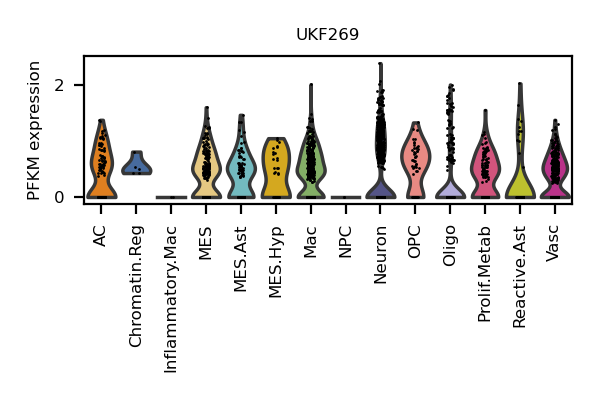 UKF269
PFKM expression
2
0
AC
Chromatin.Reg
Inflammatory.Mac
MES
MES.Ast
MES.Hyp
Mac
NPC
Neuron
OPC
Oligo
Prolif.Metab
Reactive.Ast
Vasc